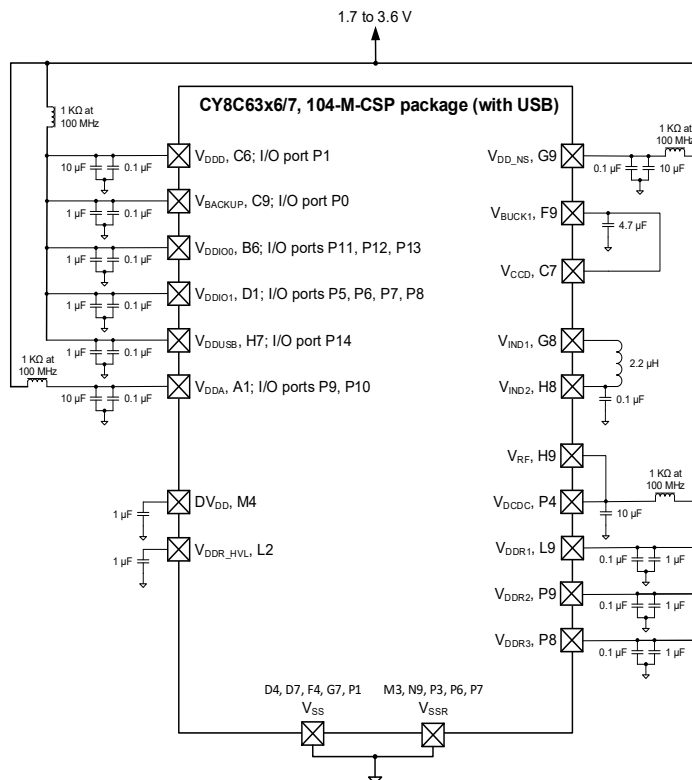 1.7 to 3.6 V
CY8C63x6/7, 104-M-CSP package (with USB)
1 KΩ at
100 MHz
10 µF
0.1 µF
VDDD, C6; I/O port P1
1 µF
0.1 µF
VBACKUP, C9; I/O port P0
1 µF
0.1 µF
VDDIO0, B6; I/O ports P11, P12, P13
1 µF
0.1 µF
VDDIO1, D1; I/O ports P5, P6, P7, P8
1 µF
0.1 µF
VDDUSB, H7; I/O port P14
1 KΩ at
100 MHz
10 µF
0.1 µF
VDDA, A1; I/O ports P9, P10
1 µF
DVDD, M4
1 µF
VDDR_HVL, L2
1 KΩ at
100 MHz
VDD_NS, G9
0.1 µF
10 µF
VBUCK1, F9
4.7 µF
VCCD, C7
VIND1, G8
2.2 µH
VIND2, H8
0.1 µF
VRF, H9
1 KΩ at
100 MHz
VDCDC, P4
10 µF
VDDR1, L9
0.1 µF
1 µF
VDDR2, P9
0.1 µF
1 µF
VDDR3, P8
0.1 µF
1 µF
D4, D7, F4, G7, P1
VSS
M3, N9, P3, P6, P7
VSSR